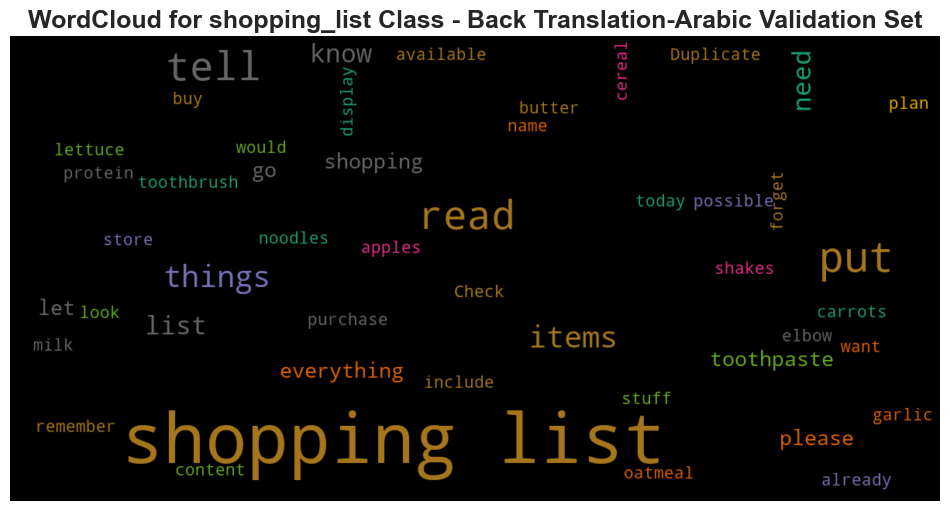 WordCloud for shopping_list Class - Back Translation-Arabic Validation Set
tell
know
available
cereal
Duplicate
need
display
buy
butter
plan
name
lettuce
would
shopping
protein
go
toothbrush
today
possible
forget
read
store
noodles
apples
things
put
shakes
Check
let
look
list
purchase
carrots
milk
items
elbow
want
toothpaste
everything
include
stuff
remember
shopping list
garlic
please
content
oatmeal
already